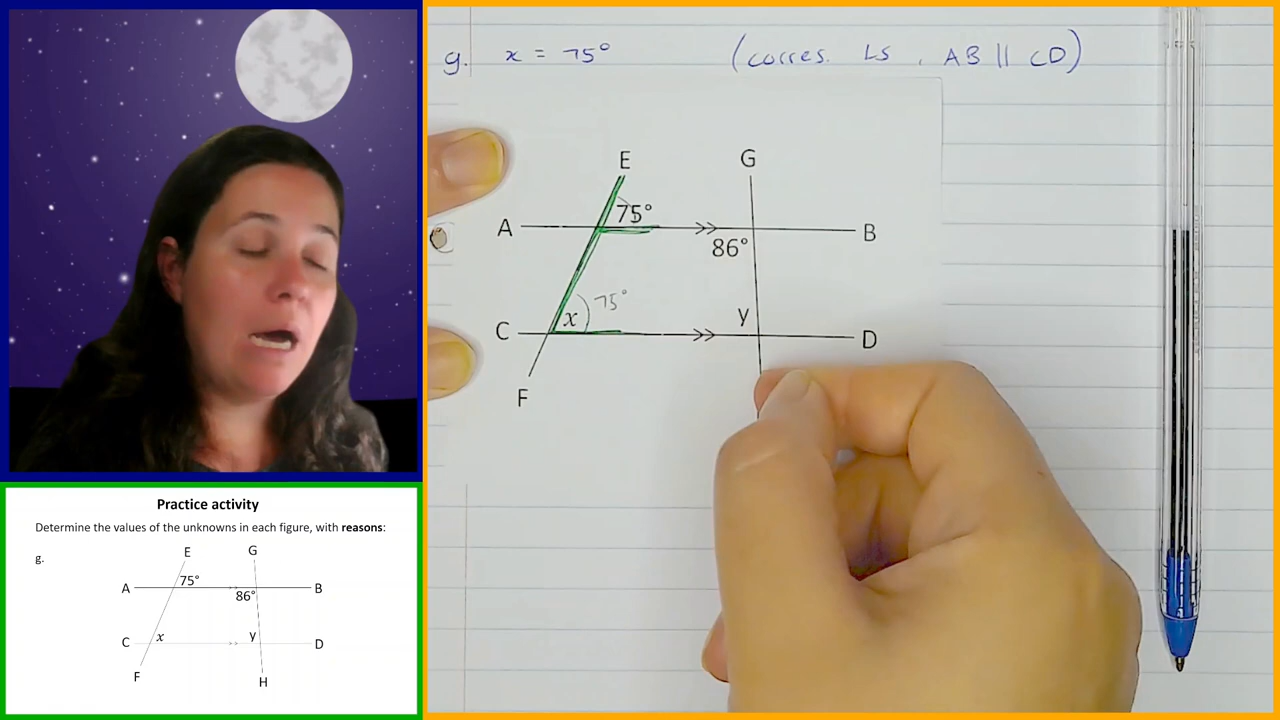 g. x = 75° (corres. Ls , AB || CD)
E G
75°
A B
86°
x 75° y
C D
F
Practice activity
Determine the values of the unknowns in each figure, with reasons:
g.
E G
75°
A B
86°
x y
C D
F H